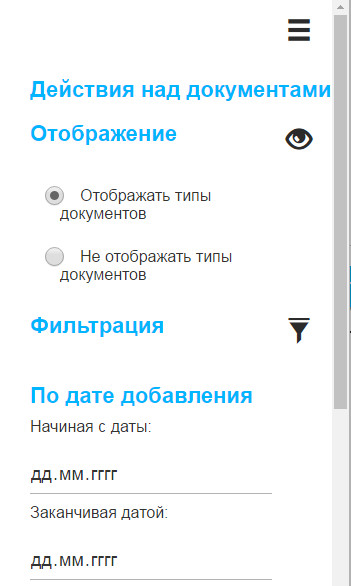 Действия над документами
Отображение
Отображать типы
документов
Не отображать типы
документов
Фильтрация
По дате добавления
Начиная с даты:
дд.мм.гггг
Заканчивая датой:
дд.мм.гггг